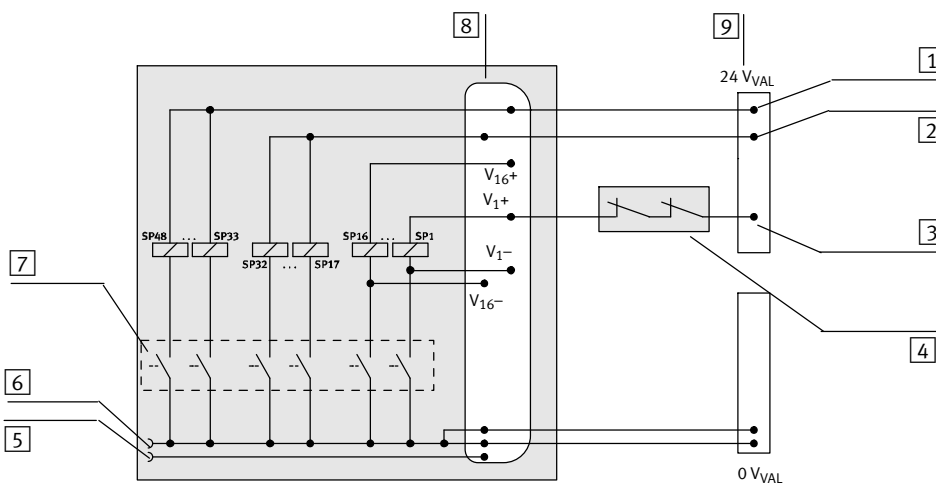 8
9
1
24 VVAL
2
V16+
V1+
SP48 ... SP33
SP16 ... SP1
3
SP32 ... SP17
V1–
7
V16–
4
6
5
0 VVAL